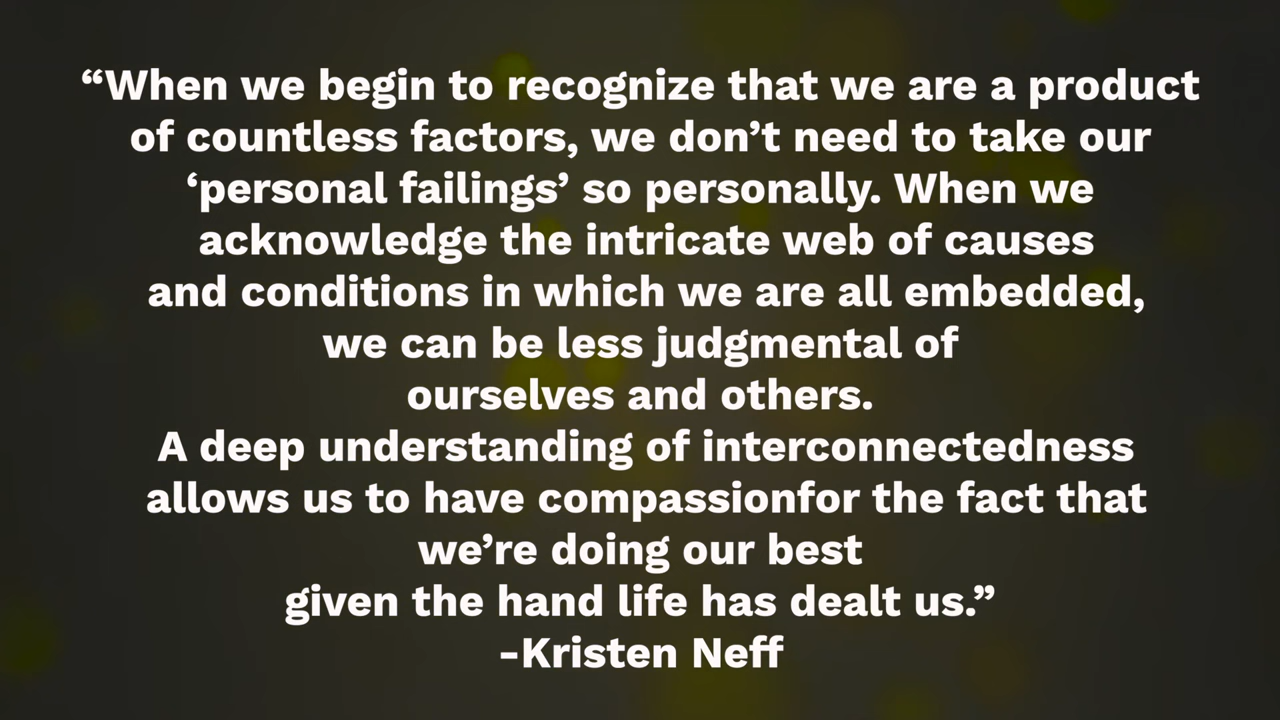 “When we begin to recognize that we are a product
of countless factors, we don’t need to take our
‘personal failings’ so personally. When we
acknowledge the intricate web of causes
and conditions in which we are all embedded,
we can be less judgmental of
ourselves and others.
A deep understanding of interconnectedness
allows us to have compassionfor the fact that
we’re doing our best
given the hand life has dealt us.”
-Kristen Neff